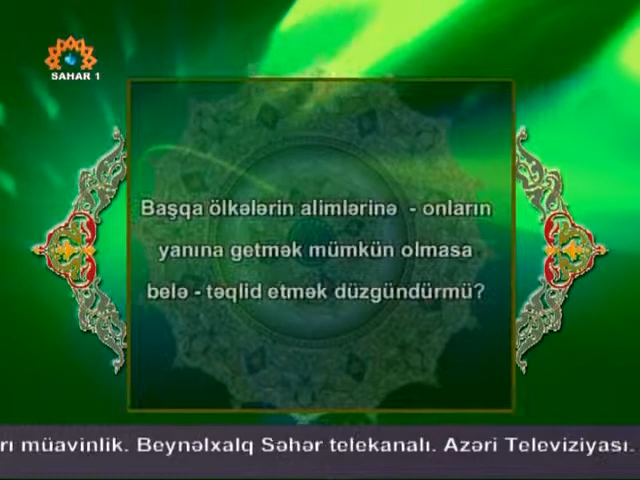 SAHAR 1
Başqa ölkələrin alimlərinə - onların
yanına getmək mümkün olmasa
belə - təqlid etmək düzgündürmü?
rı müavinlik. Beynəlxalq Səhər telekanalı. Azəri Televiziyası.